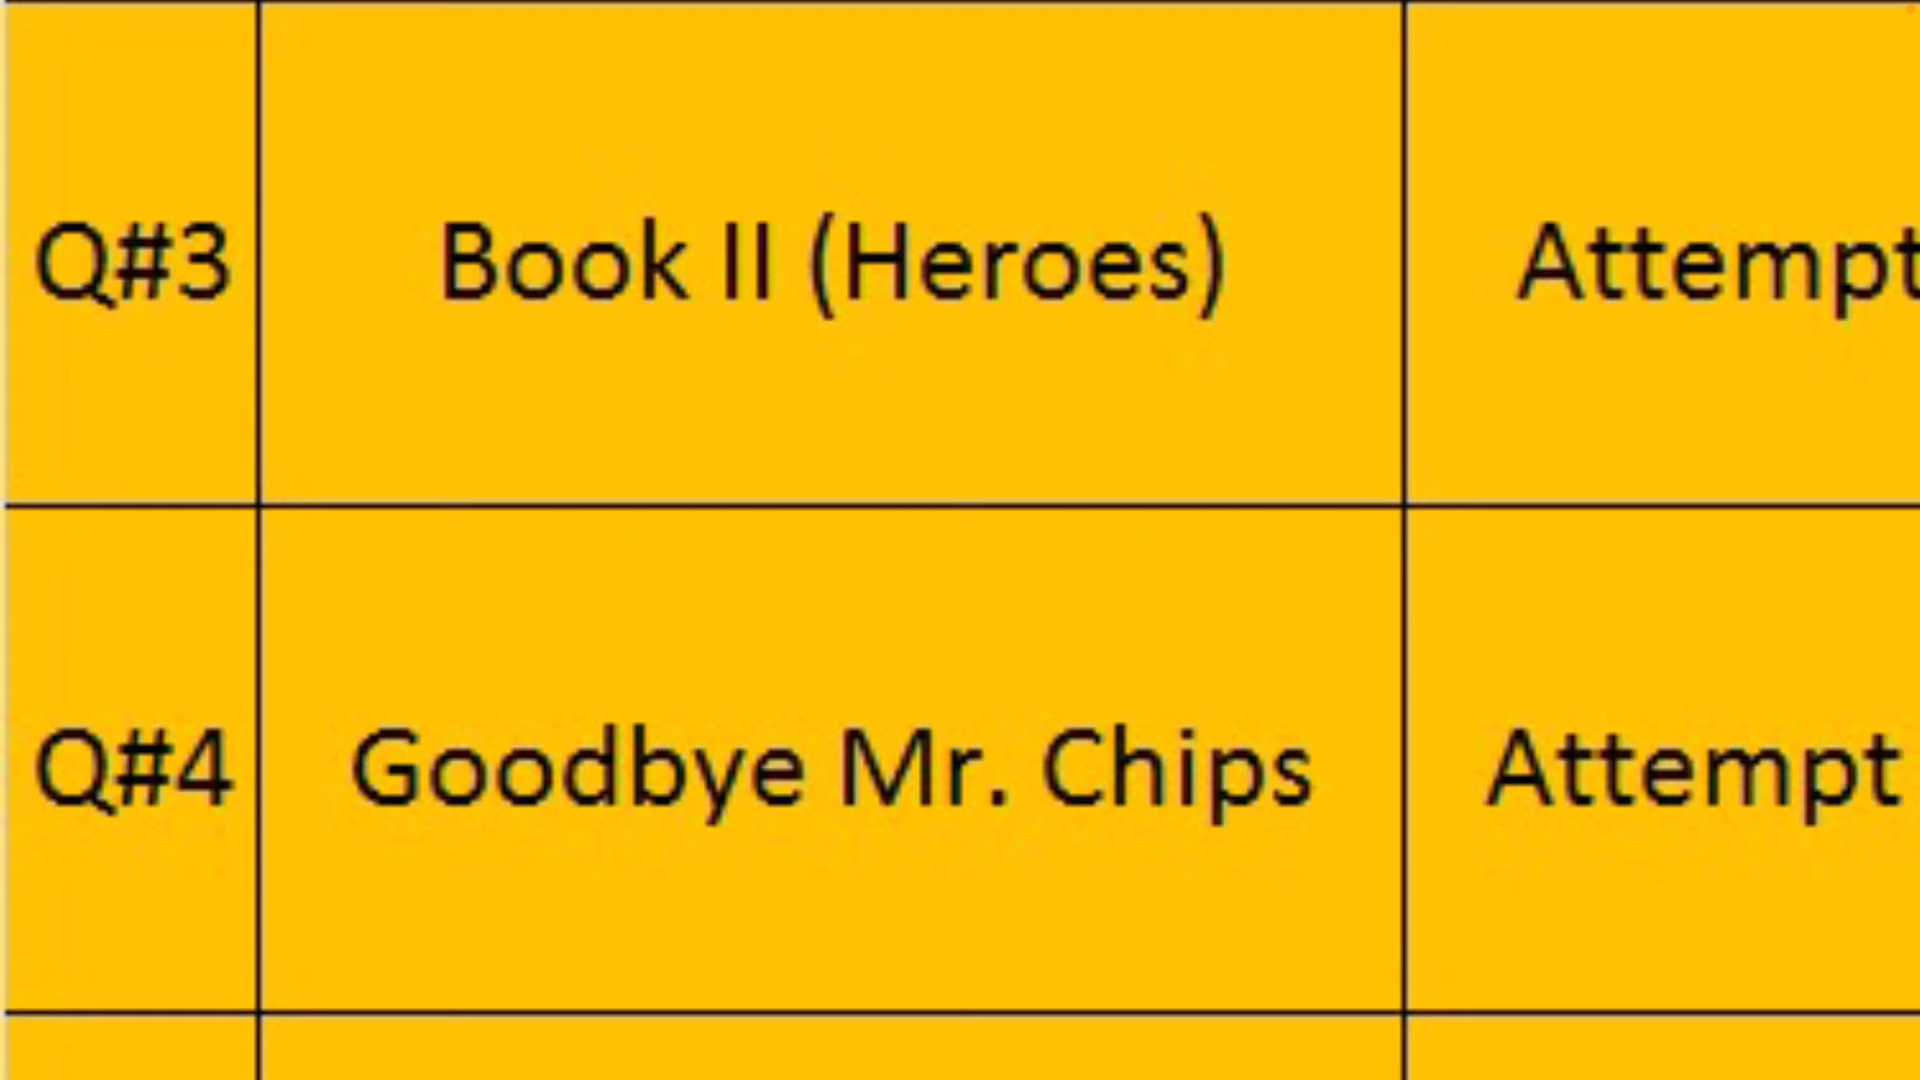 Q#3 Book II (Heroes) Attempt
Q#4 Goodbye Mr. Chips Attempt